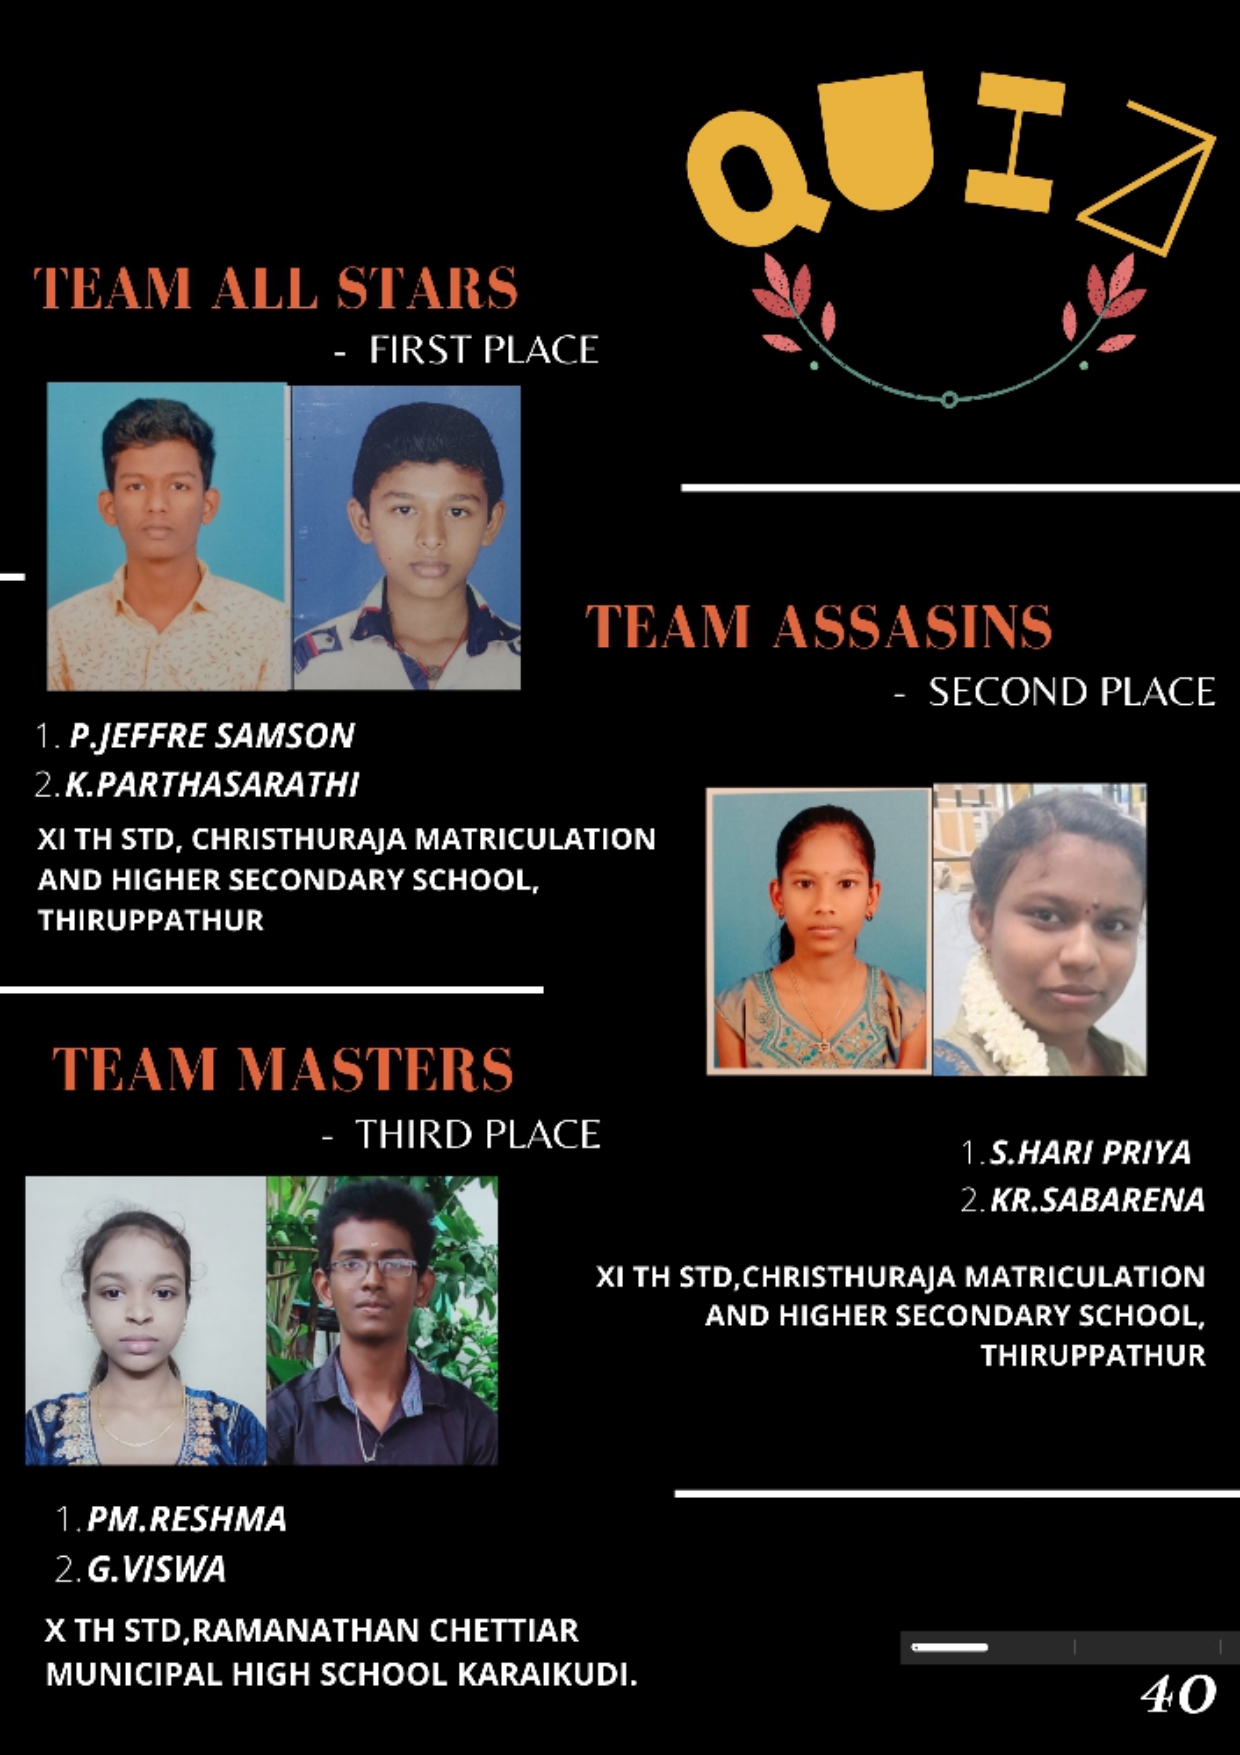 QUIZ
TEAM ALL STARS
- FIRST PLACE
1. P.JEFFRE SAMSON
2. K.PARTHASARATHI
XI TH STD, CHRISTHURAJA MATRICULATION
AND HIGHER SECONDARY SCHOOL,
THIRUPPATHUR
TEAM ASSASINS
- SECOND PLACE
1. S.HARI PRIYA
2. KR.SABARENA
XI TH STD,CHRISTHURAJA MATRICULATION
AND HIGHER SECONDARY SCHOOL,
THIRUPPATHUR
TEAM MASTERS
- THIRD PLACE
1. PM.RESHMA
2. G.VISWA
X TH STD,RAMANATHAN CHETTIAR
MUNICIPAL HIGH SCHOOL KARAIKUDI.
40